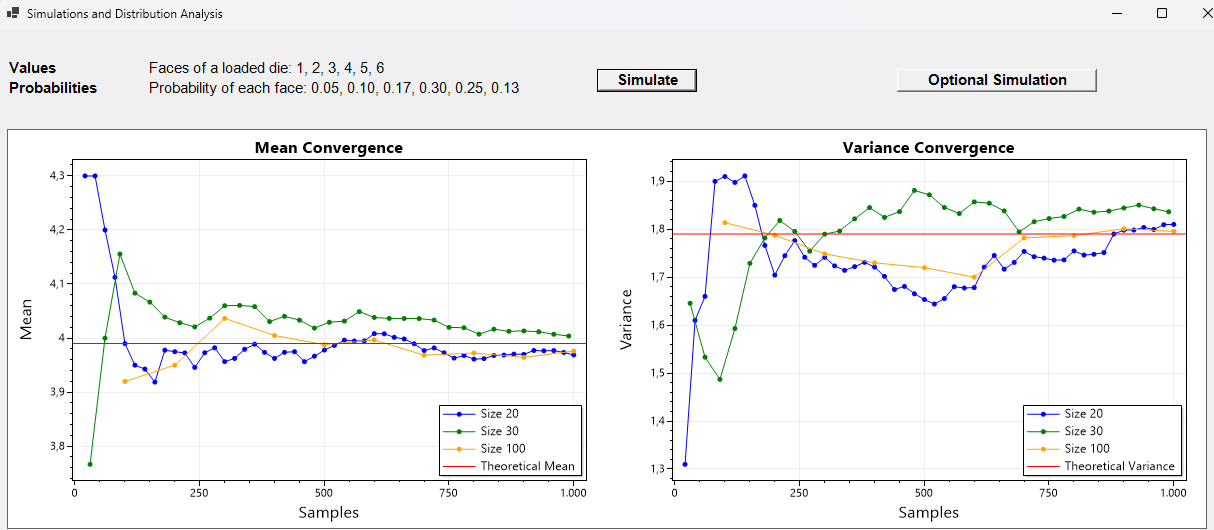 Simulations and Distribution Analysis
Values Faces of a loaded die: 1, 2, 3, 4, 5, 6
Probabilities Probability of each face: 0.05, 0.10, 0.17, 0.30, 0.25, 0.13
Simulate
Optional Simulation
Mean Convergence
Mean
4,3
4,2
4,1
4
3,9
3,8
0 250 500 750 1.000
Samples
Size 20
Size 30
Size 100
Theoretical Mean
Variance Convergence
Variance
1,9
1,8
1,7
1,6
1,5
1,4
1,3
0 250 500 750 1.000
Samples
Size 20
Size 30
Size 100
Theoretical Variance